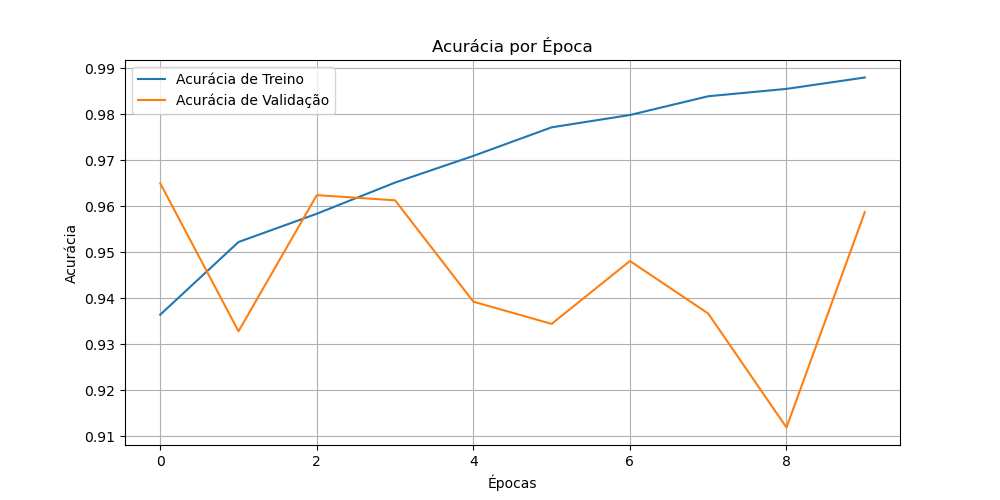 Acurácia por Época
Acurácia de Treino
Acurácia de Validação
0.99
0.98
0.97
0.96
0.95
0.94
0.93
0.92
0.91
Acurácia
0 2 4 6 8
Épocas